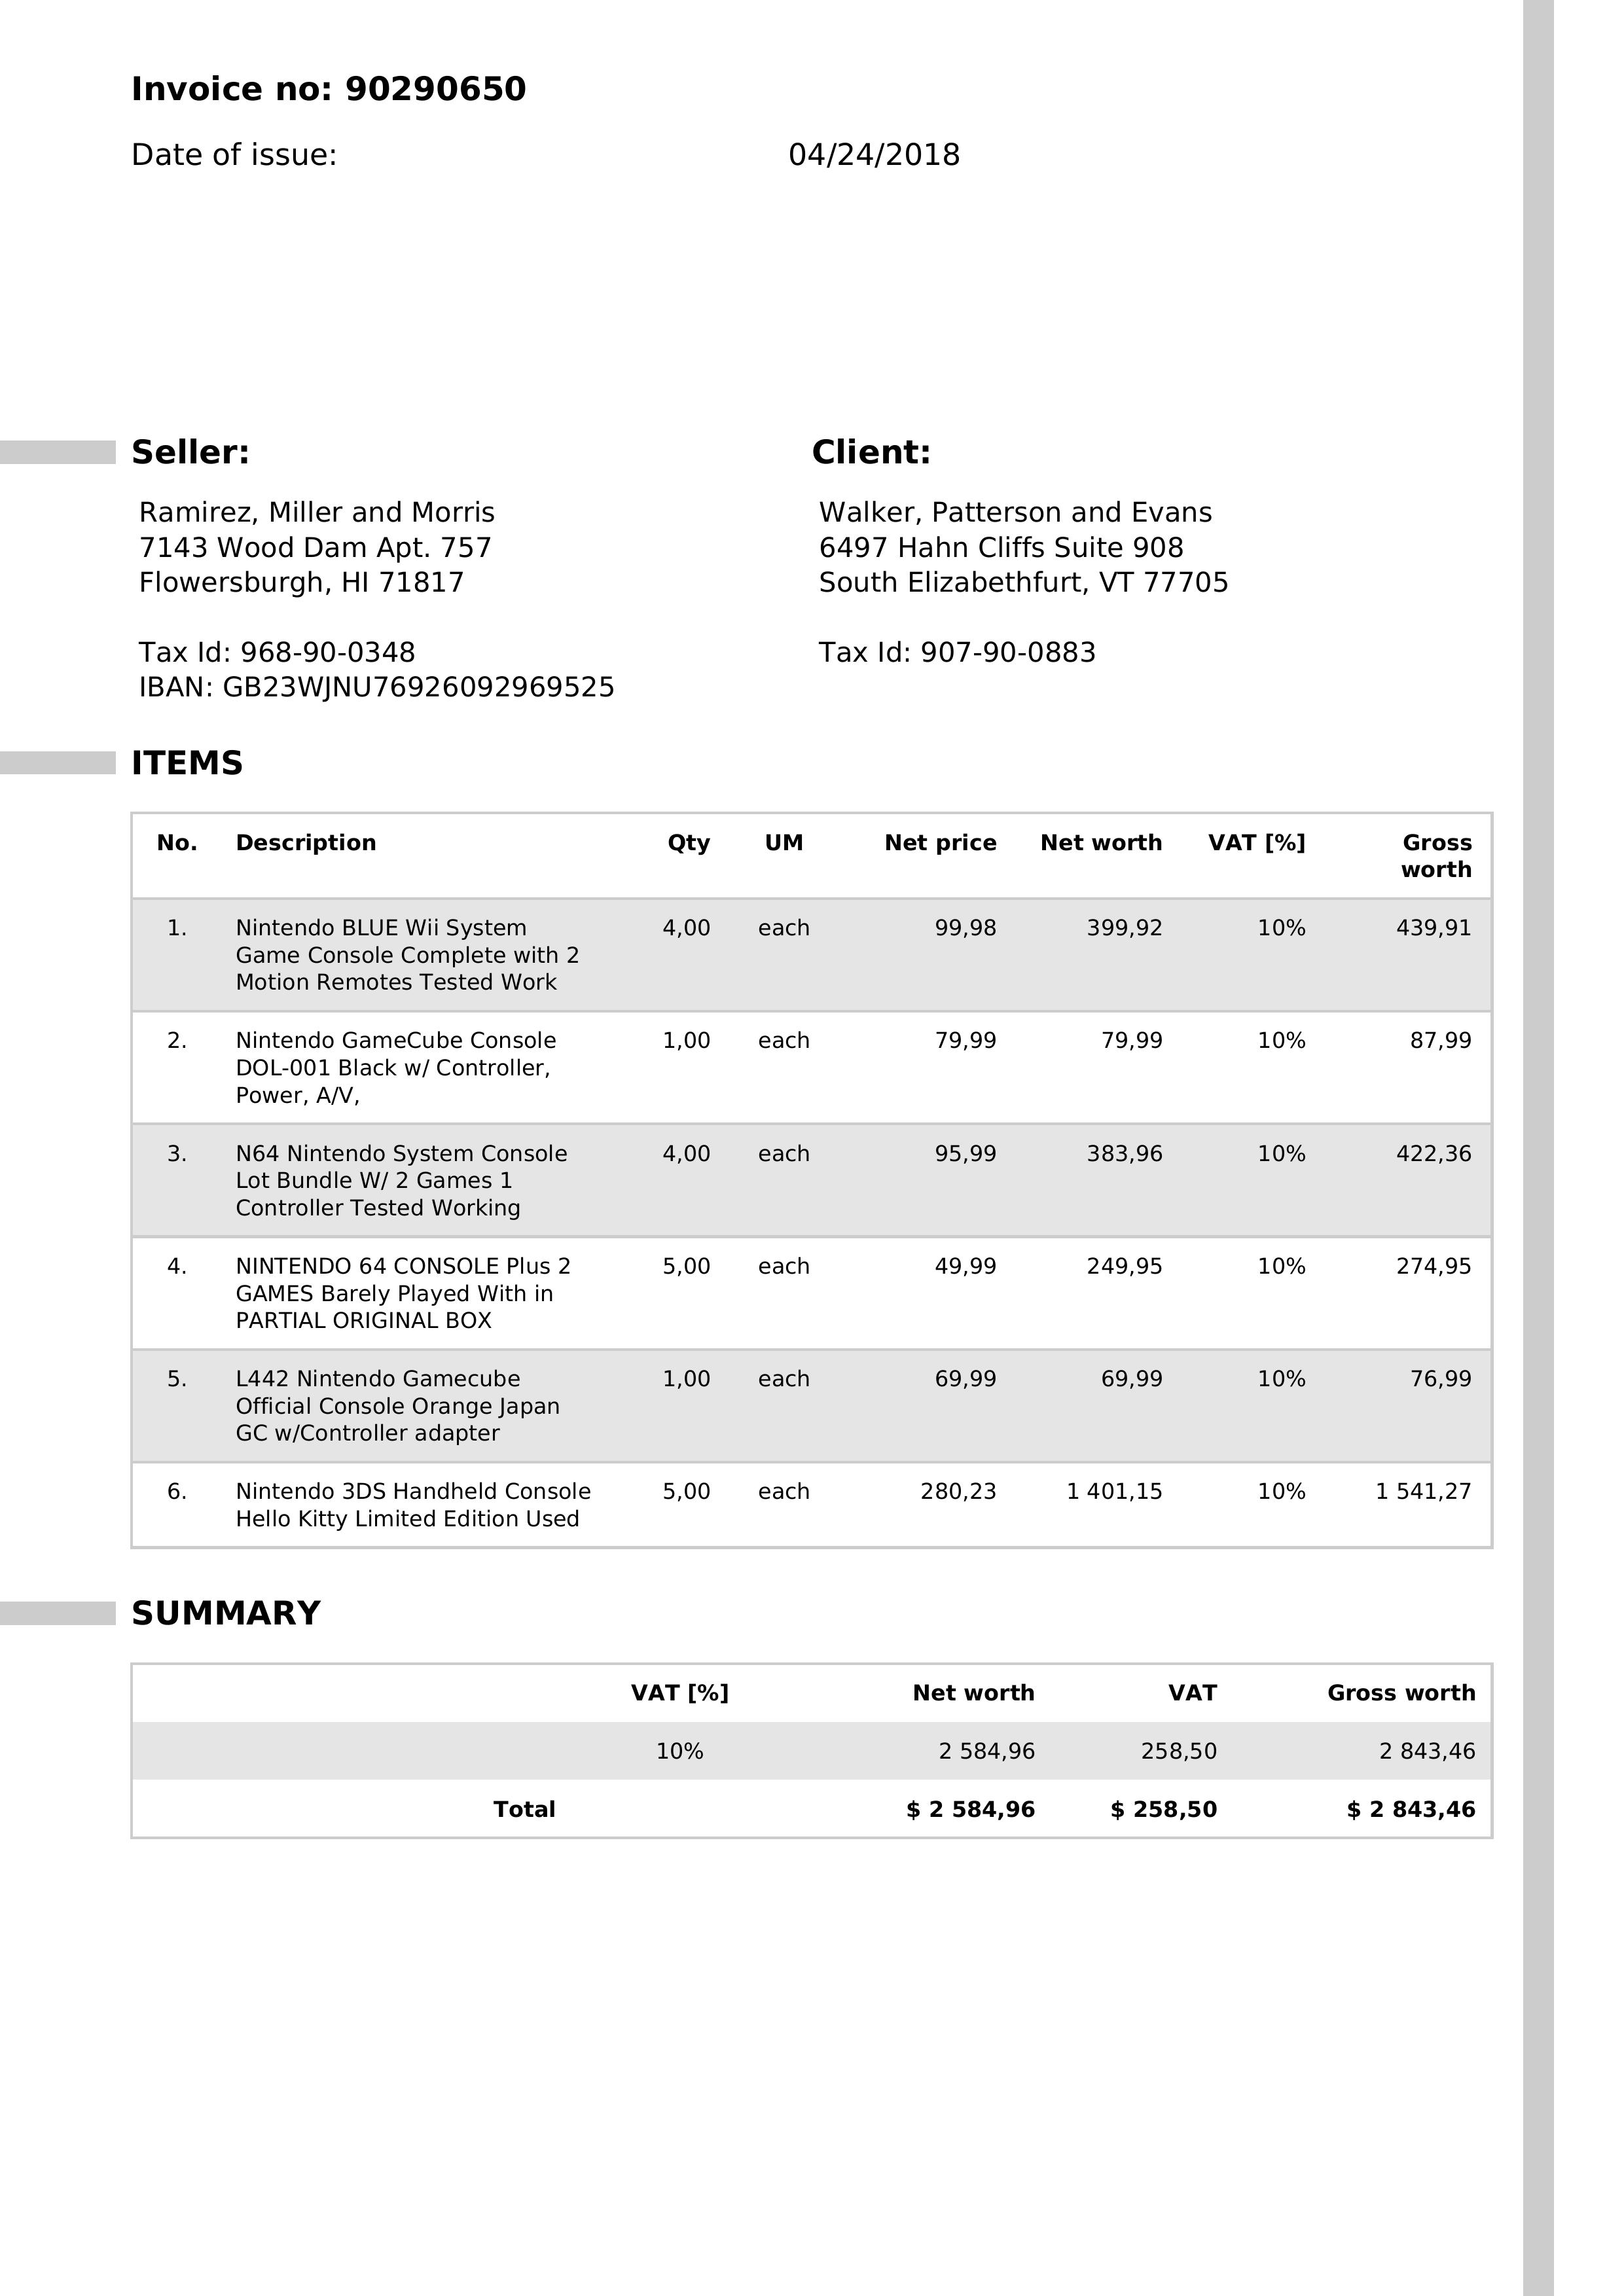 Invoice no: 90290650
Date of issue: 04/24/2018
Seller: Client:
Ramirez, Miller and Morris Walker, Patterson and Evans
7143 Wood Dam Apt. 757 6497 Hahn Cliffs Suite 908
Flowersburgh, HI 71817 South Elizabethfurt, VT 77705
Tax Id: 968-90-0348 Tax Id: 907-90-0883
IBAN: GB23WJNU76926092969525
ITEMS
No. Description Qty UM Net price Net worth VAT [%] Gross
worth
1. Nintendo BLUE Wii System 4,00 each 99,98 399,92 10% 439,91
Game Console Complete with 2
Motion Remotes Tested Work
2. Nintendo GameCube Console 1,00 each 79,99 79,99 10% 87,99
DOL-001 Black w/ Controller,
Power, A/V,
3. N64 Nintendo System Console 4,00 each 95,99 383,96 10% 422,36
Lot Bundle W/ 2 Games 1
Controller Tested Working
4. NINTENDO 64 CONSOLE Plus 2 5,00 each 49,99 249,95 10% 274,95
GAMES Barely Played With in
PARTIAL ORIGINAL BOX
5. L442 Nintendo Gamecube 1,00 each 69,99 69,99 10% 76,99
Official Console Orange Japan
GC w/Controller adapter
6. Nintendo 3DS Handheld Console 5,00 each 280,23 1 401,15 10% 1 541,27
Hello Kitty Limited Edition Used
SUMMARY
VAT [%] Net worth VAT Gross worth
10% 2 584,96 258,50 2 843,46
Total $ 2 584,96 $ 258,50 $ 2 843,46